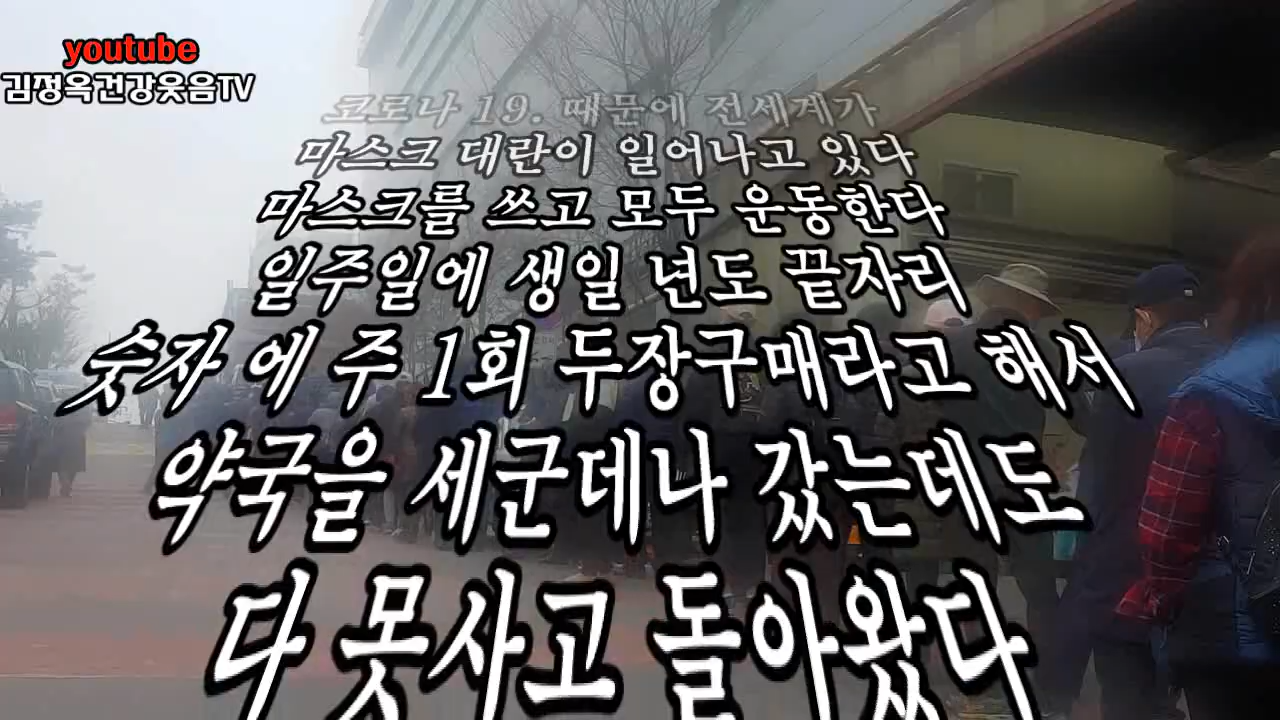 youtube
김정옥건강웃음TV
코로나 19. 때문에 전세계가
마스크 대란이 일어나고 있다
마스크를 쓰고 모두 운동한다
일주일에 생일 년도 끝자리
숫자 에 주 1회 두장구매라고 해서
약국을 세군데나 갔는데도
다 못사고 돌아왔다